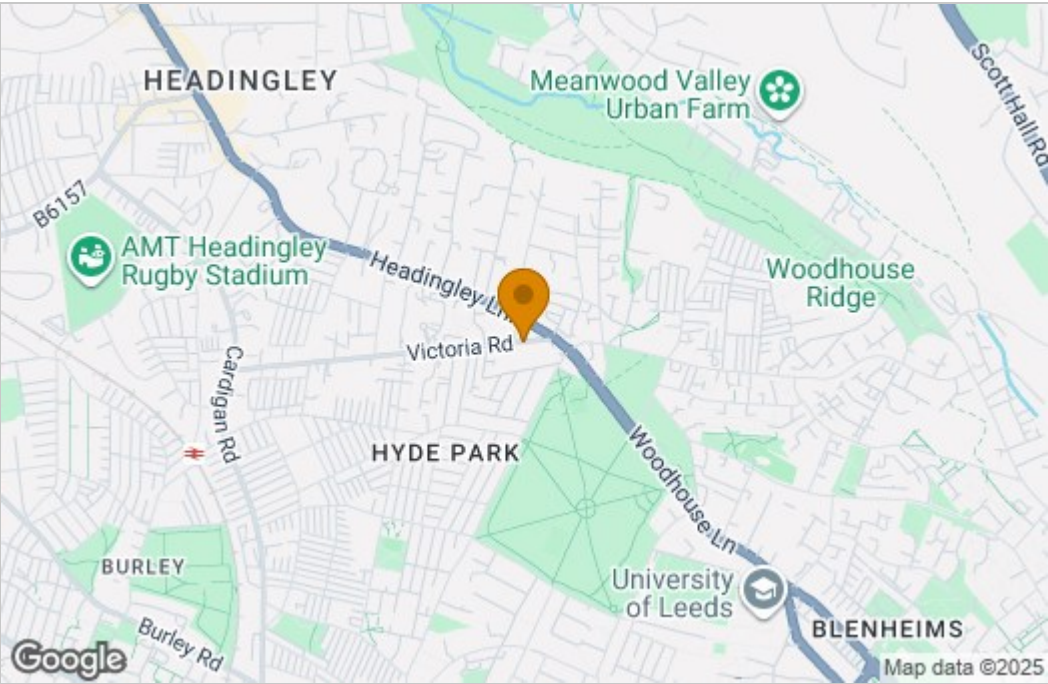 HEADINGLEY
Meanwood Valley
Urban Farm
Scott Hall Rd
B6157
AMT Headingley
Rugby Stadium
Headingley Ln
Woodhouse
Ridge
Victoria Rd
Cardigan Rd
HYDE PARK
Woodhouse Ln
BURLEY
University
of Leeds
Burley Rd
BLENHEIMS
Google
Map data ©2025